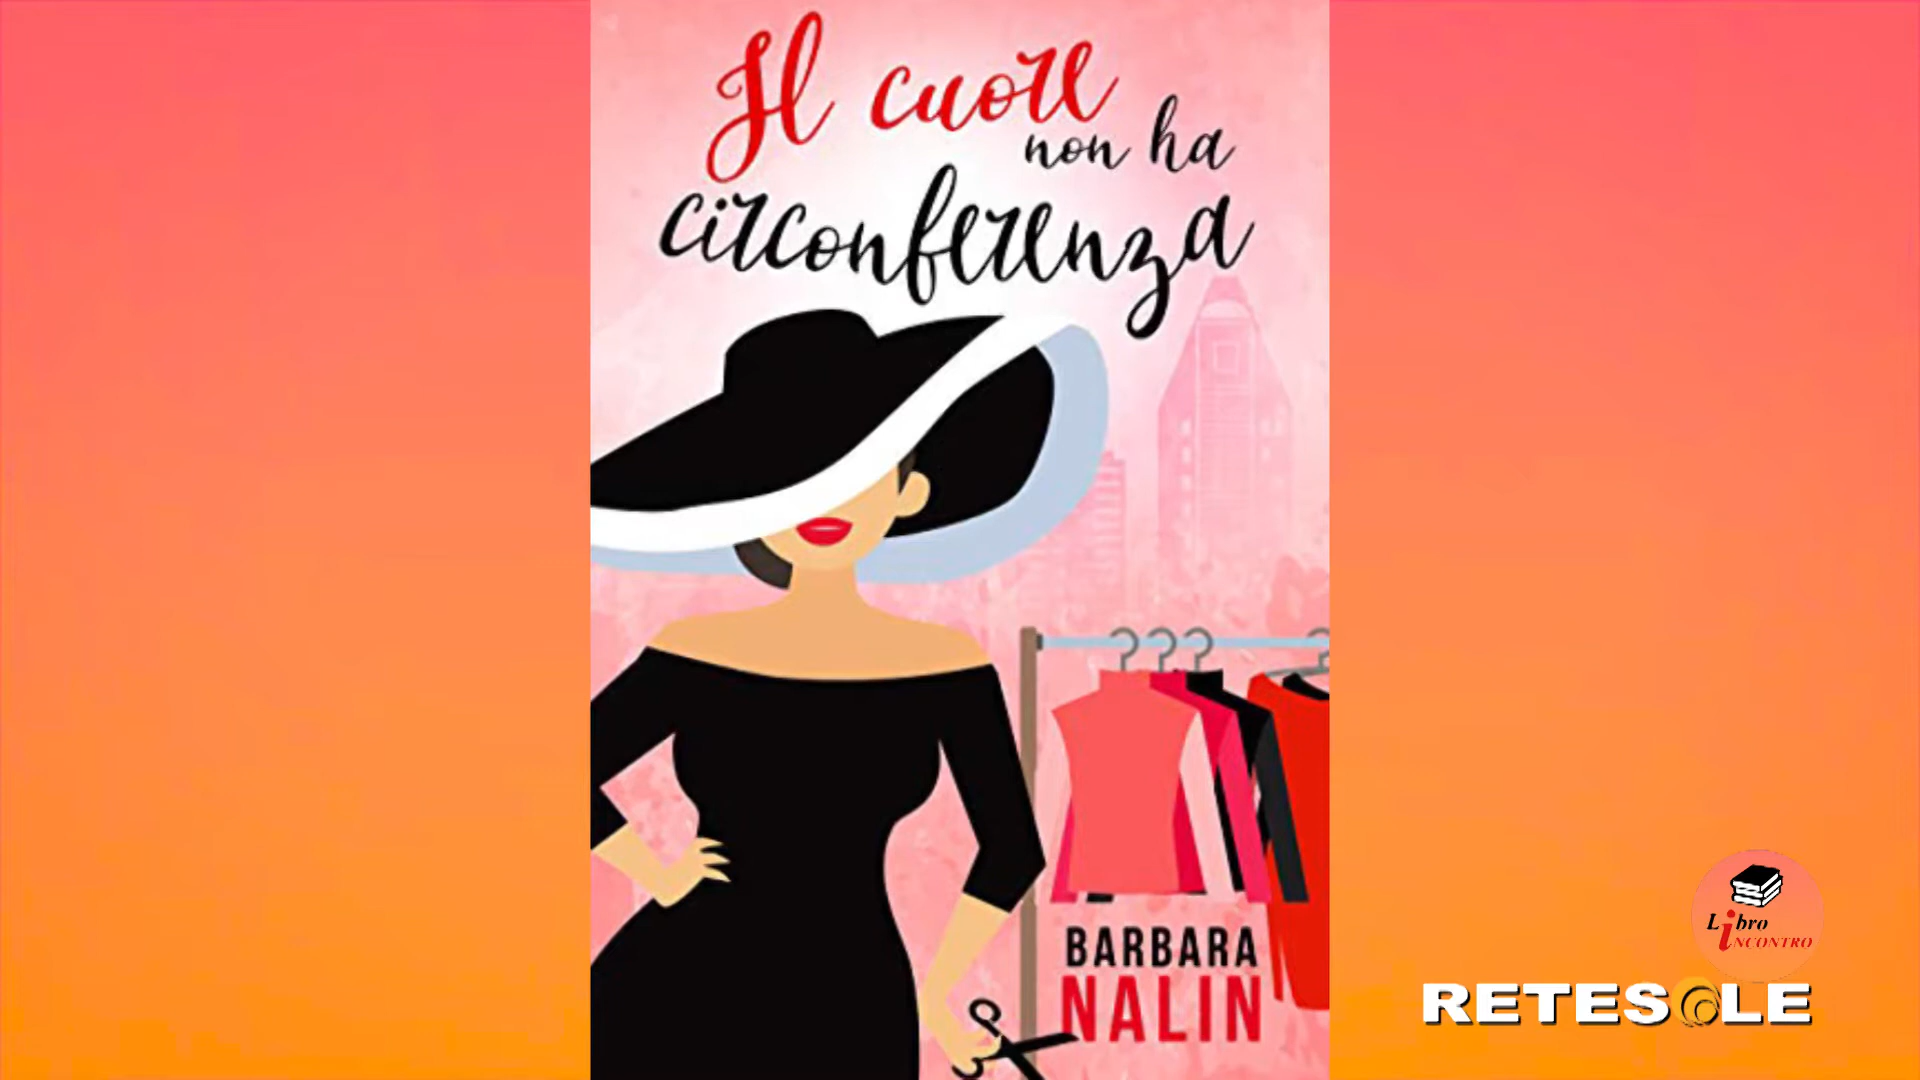 Il cuore
non ha
circonferenza
BARBARA
NALIN
Libro
iNCONTRO
RETESOLE